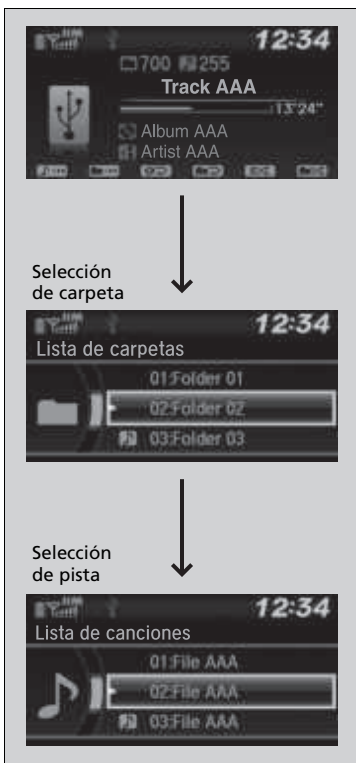 12:34
700 255
Track AAA
13'24"
Album AAA
Artist AAA
Selección
de carpeta
12:34
Lista de carpetas
01:Folder 01
02:Folder 02
03:Folder 03
Selección
de pista
12:34
Lista de canciones
01:File AAA
02:File AAA
03:File AAA